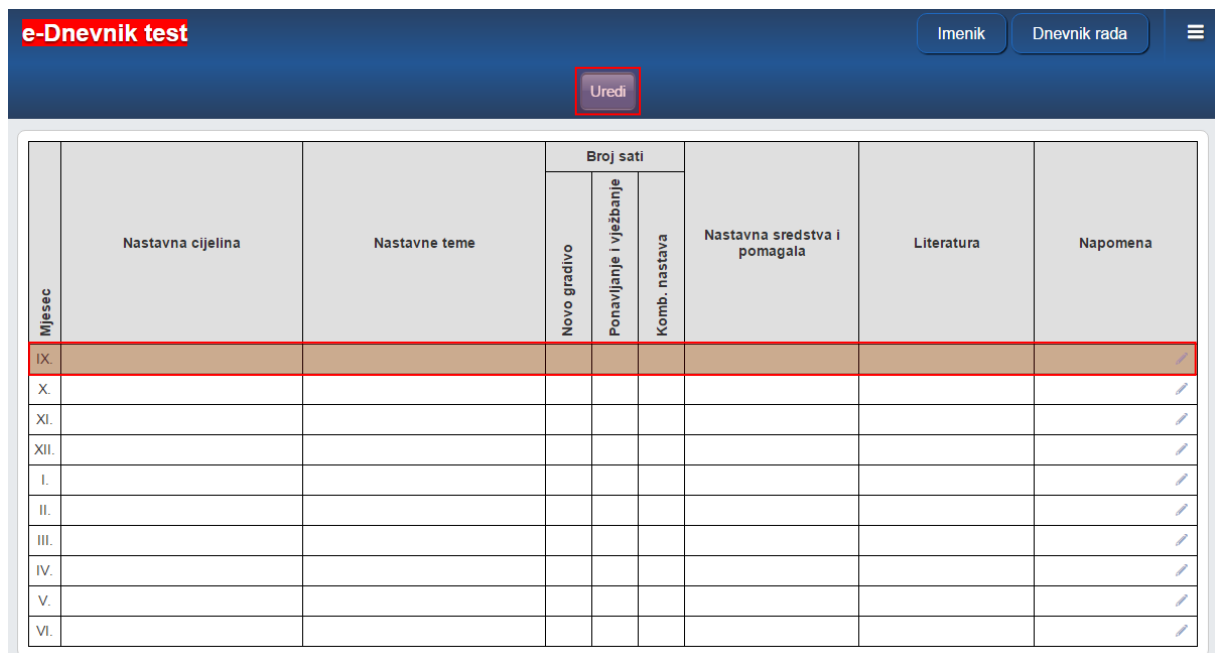 e-Dnevnik test
Imenik
Dnevnik rada
Uredi
Mjesec
Nastavna cijelina
Nastavne teme
Broj sati
Novo gradivo
Ponavljanje i vježbanje
Komb. nastava
Nastavna sredstva i
pomagala
Literatura
Napomena
IX.
X.
XI.
XII.
I.
II.
III.
IV.
V.
VI.